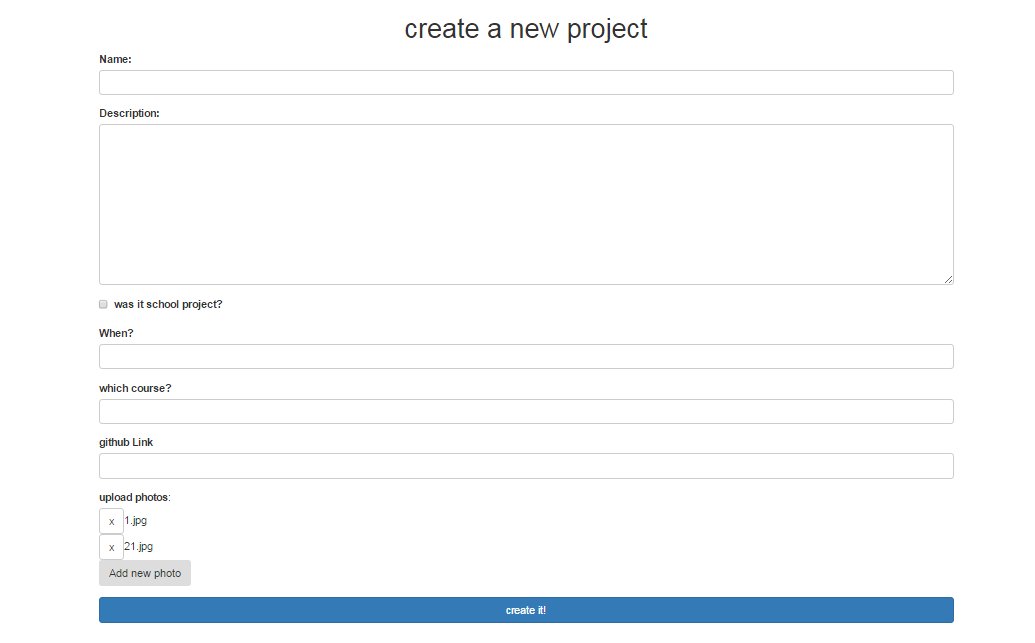 create a new project
Name:
Description:
was it school project?
When?
which course?
github Link
upload photos:
x 1.jpg
x 21.jpg
Add new photo
create it!